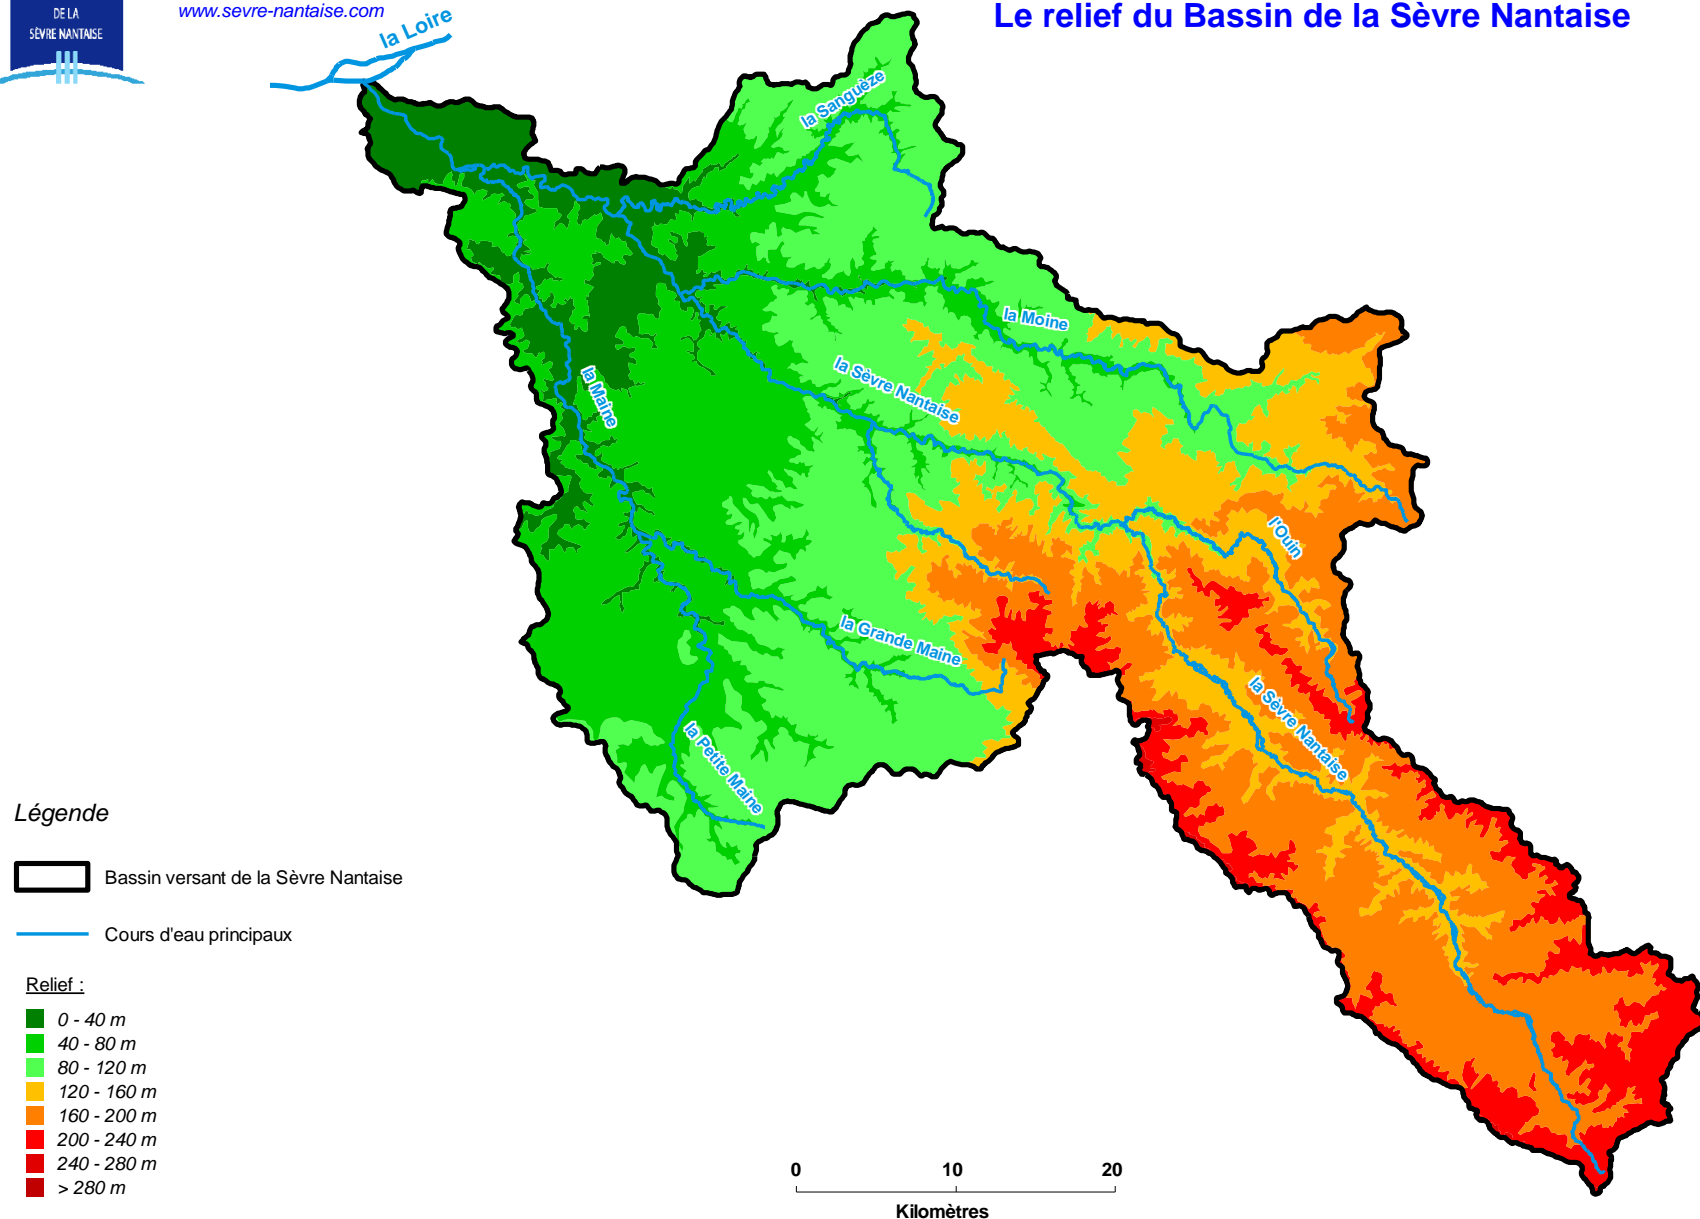 DE LA
SÈVRE NANTAISE
www.sevre-nantaise.com
Le relief du Bassin de la Sèvre Nantaise
la Loire
la Sanguèze
la Moine
la Sèvre Nantaise
la Maine
l'Ouin
la Grande Maine
la Sèvre Nantaise
la Petite Maine
Légende
Bassin versant de la Sèvre Nantaise
Cours d'eau principaux
Relief :
0 - 40 m
40 - 80 m
80 - 120 m
120 - 160 m
160 - 200 m
200 - 240 m
240 - 280 m
> 280 m
0 10 20
Kilomètres